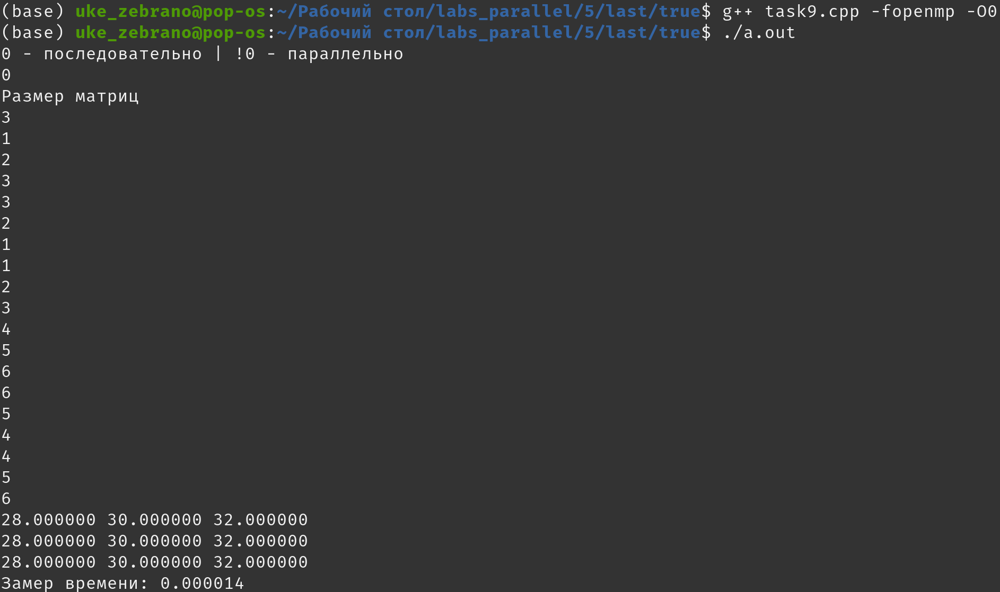 (base) uke_zebrano@pop-os:~/Рабочий стол/labs_parallel/5/last/true$ g++ task9.cpp -fopenmp -O0
(base) uke_zebrano@pop-os:~/Рабочий стол/labs_parallel/5/last/true$ ./a.out
0 - последовательно | !0 - параллельно
0
Размер матриц
3
1
2
3
3
2
1
1
2
3
4
5
6
6
5
4
4
5
6
28.000000 30.000000 32.000000
28.000000 30.000000 32.000000
28.000000 30.000000 32.000000
Замер времени: 0.000014